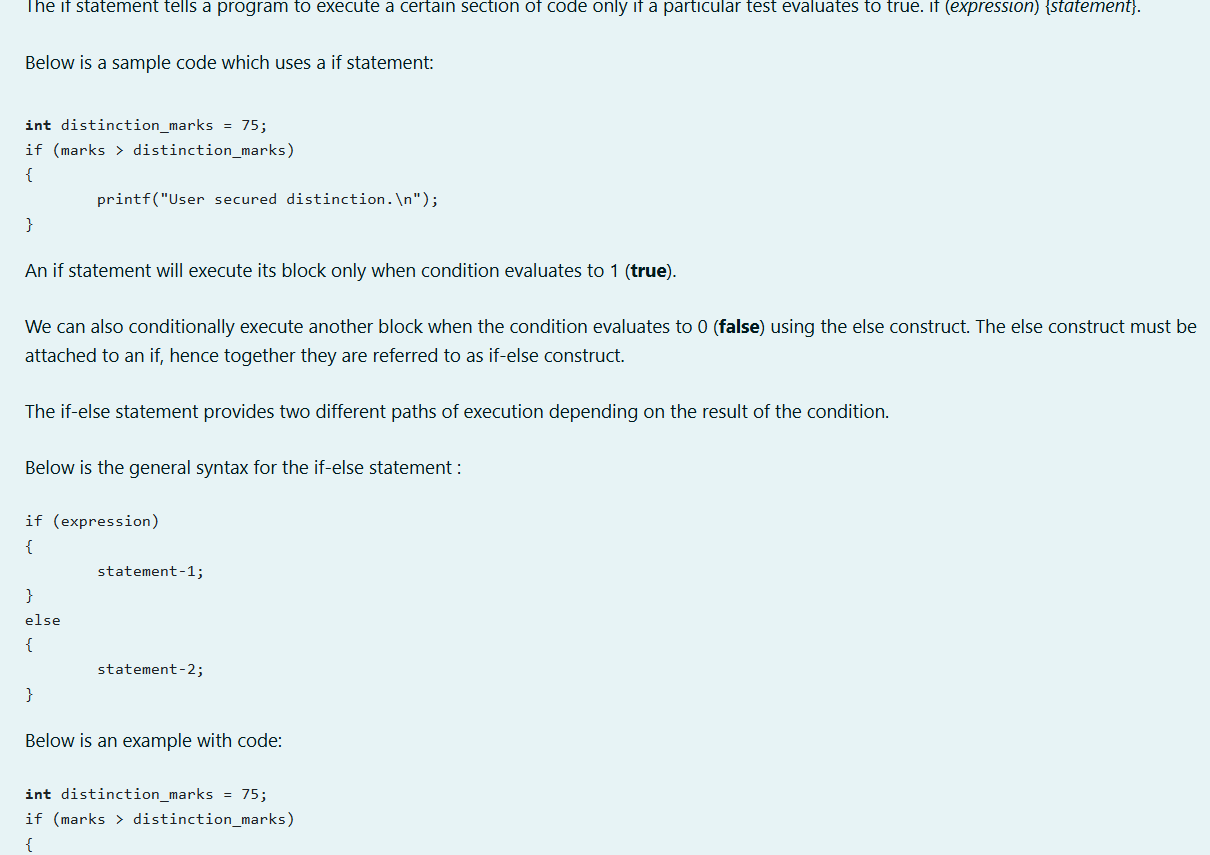 The if statement tells a program to execute a certain section of code only if a particular test evaluates to true. if (expression) {statement}.
Below is a sample code which uses a if statement:
int distinction_marks = 75;
if (marks > distinction_marks)
{
        printf("User secured distinction.\n");
}
An if statement will execute its block only when condition evaluates to 1 (true).
We can also conditionally execute another block when the condition evaluates to 0 (false) using the else construct. The else construct must be
attached to an if, hence together they are referred to as if-else construct.
The if-else statement provides two different paths of execution depending on the result of the condition.
Below is the general syntax for the if-else statement :
if (expression)
{
        statement-1;
}
else
{
        statement-2;
}
Below is an example with code:
int distinction_marks = 75;
if (marks > distinction_marks)
{